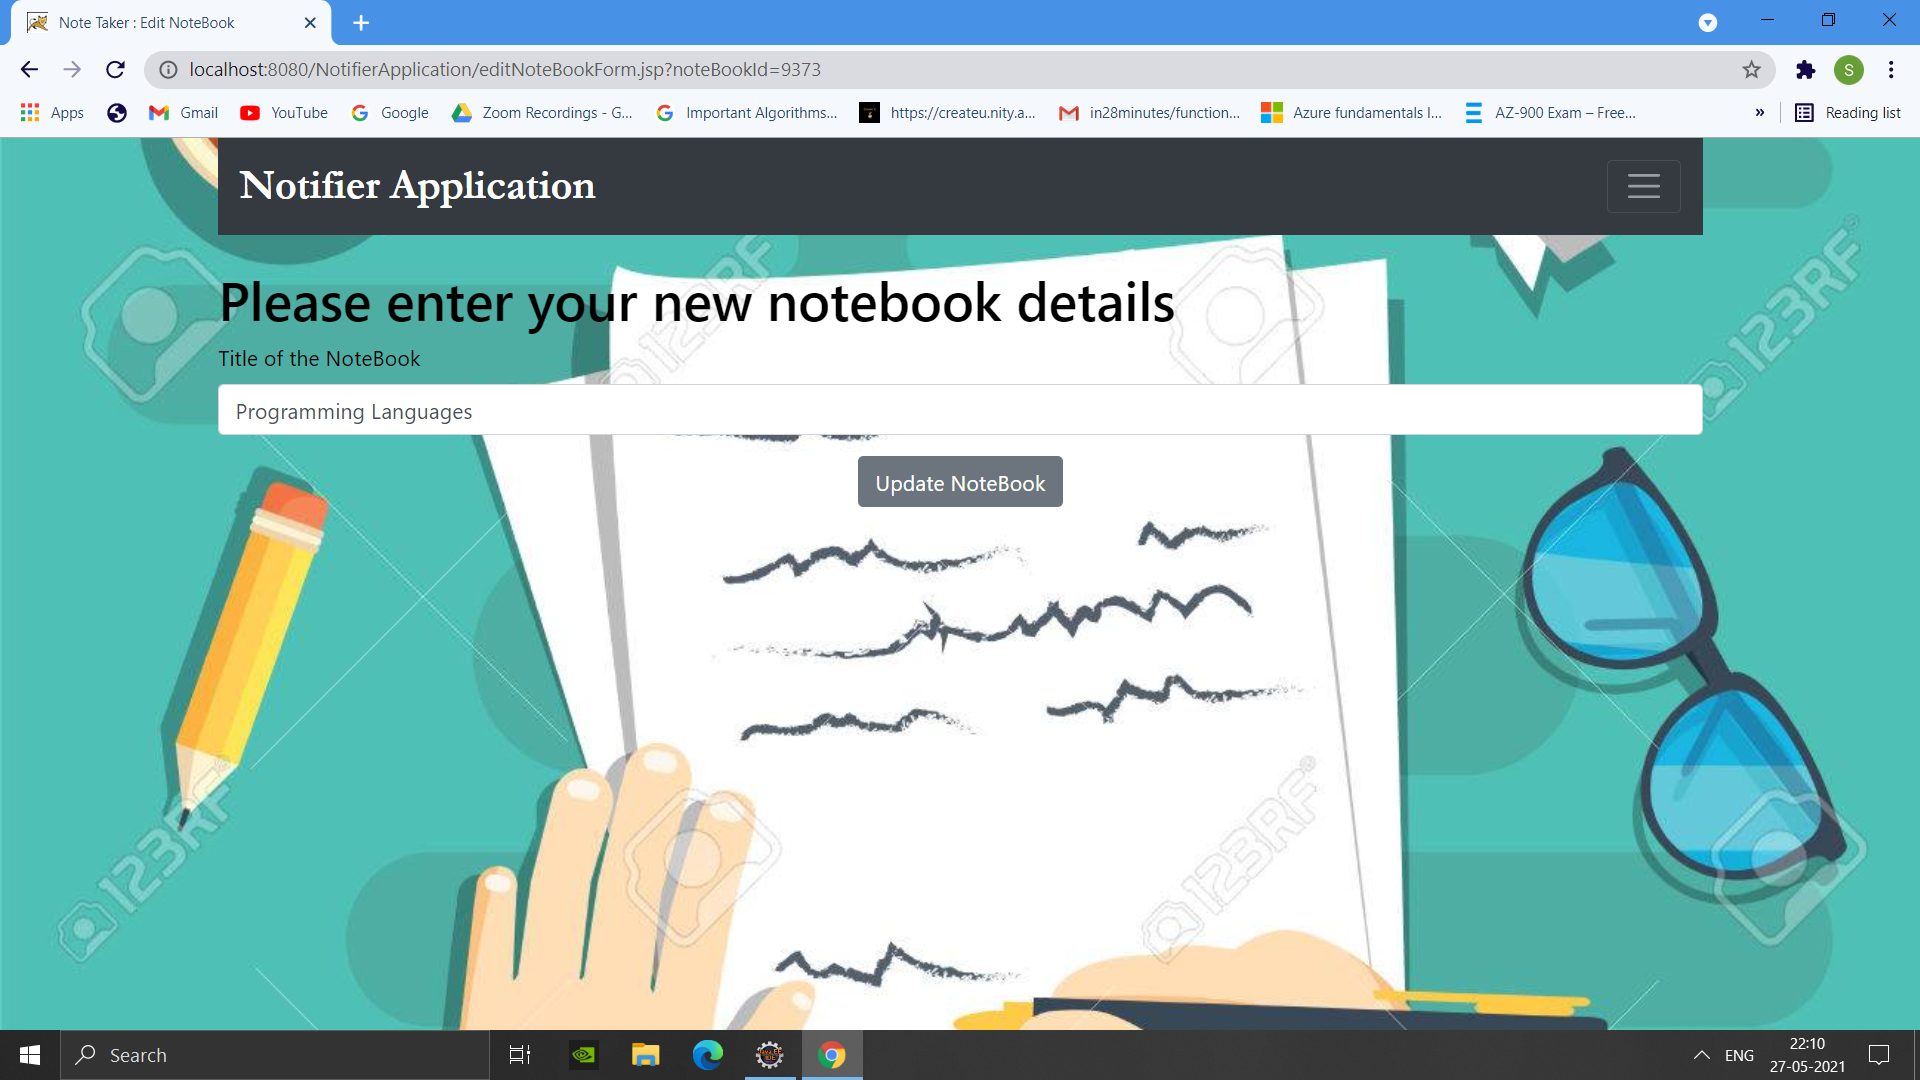 Note Taker : Edit NoteBook
localhost:8080/NotifierApplication/editNoteBookForm.jsp?noteBookId=9373
S
Apps Gmail YouTube Google Zoom Recordings - G... Important Algorithms... https://createu.nity.a... in28minutes/function... Azure fundamentals I... AZ-900 Exam – Free... » Reading list
Notifier Application
Please enter your new notebook details
Title of the NoteBook
Programming Languages
Update NoteBook
123RF
123RF
123RF
123RF
Search
ENG
22:10
27-05-2021